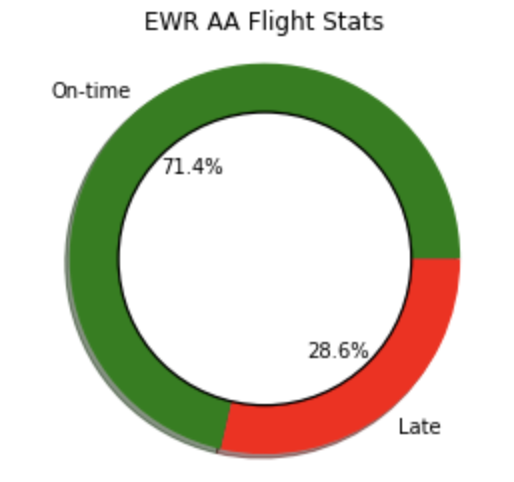 EWR AA Flight Stats
On-time
71.4%
28.6%
Late